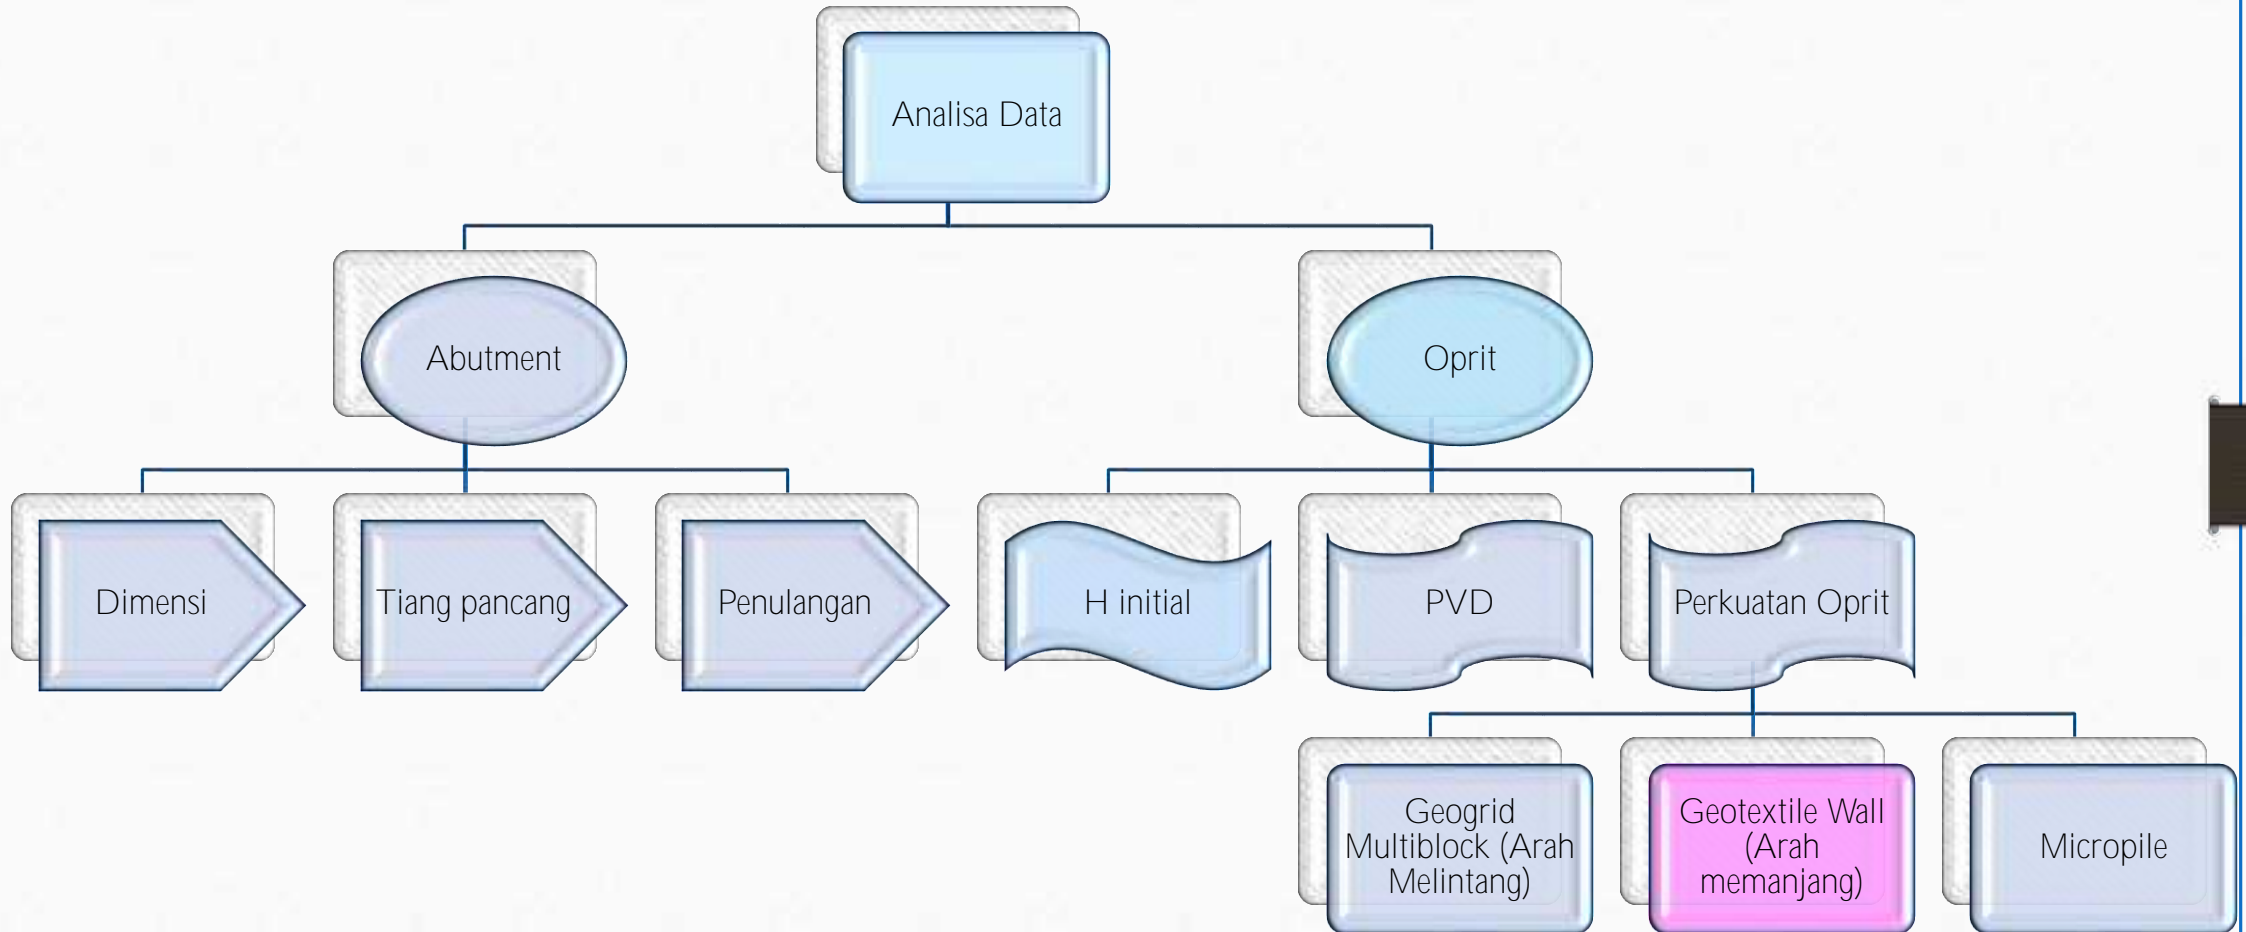 Analisa Data
Abutment
Oprit
Dimensi
Tiang pancang
Penulangan
H initial
PVD
Perkuatan Oprit
Geogrid
Multiblock (Arah
Melintang)
Geotextile Wall
(Arah
memanjang)
Micropile